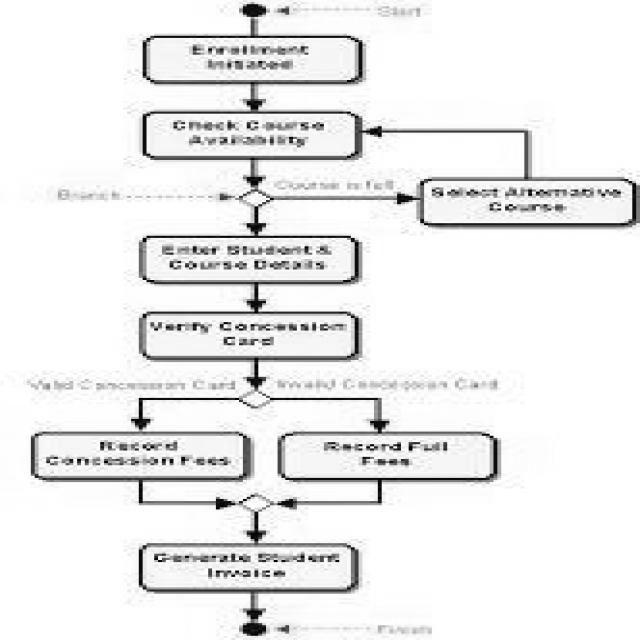 Start
Enrollment
Initiated
Check Course
Availability
Branch
Course is full
Select Alternative
Course
Enter Student &
Course Details
Verify Concession
Card
Valid Concession Card
Invalid Concession Card
Record
Concession Fees
Record Full
Fees
Generate Student
Invoice